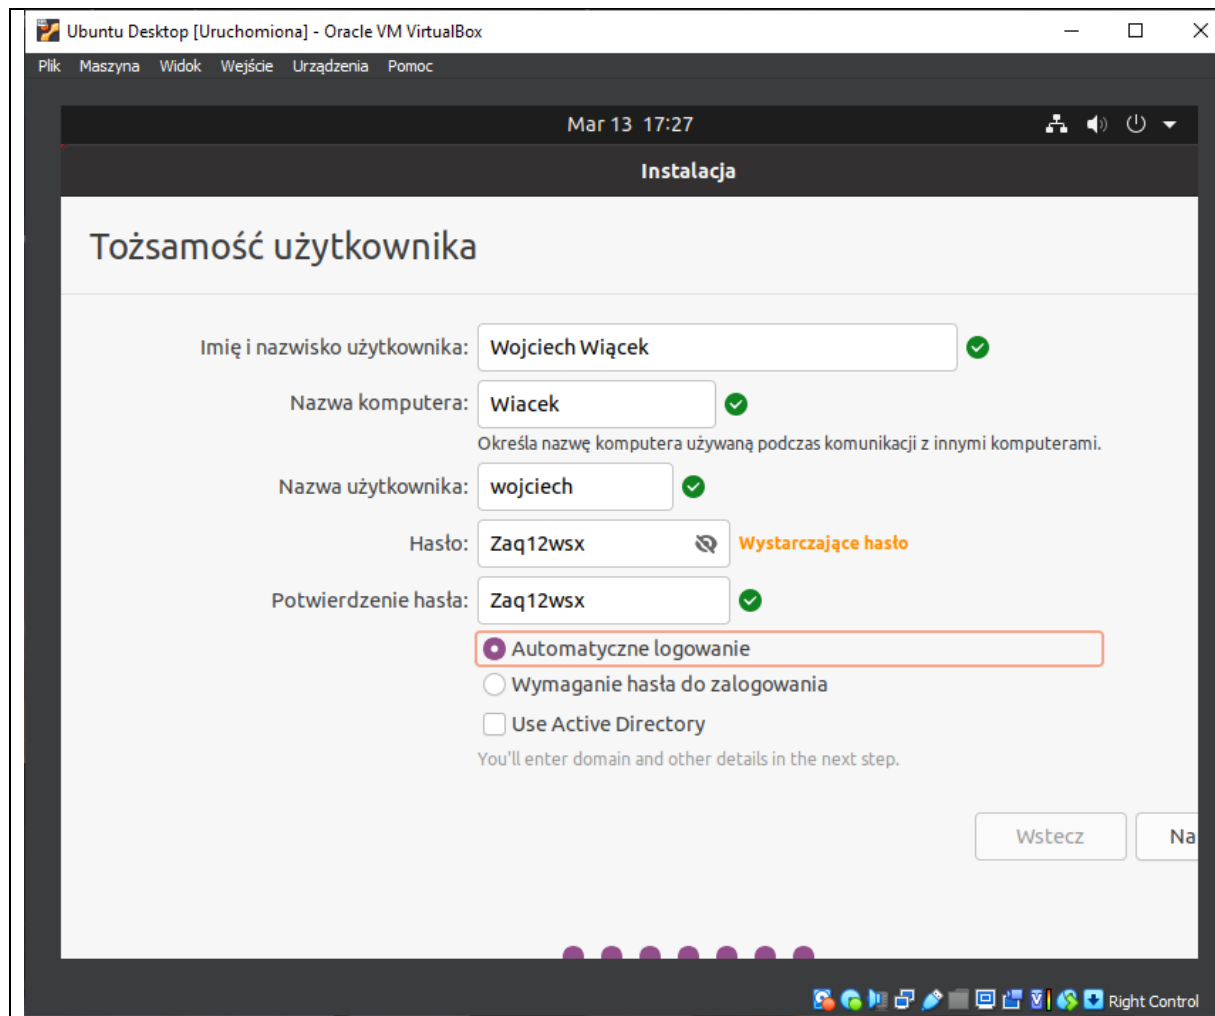 Ubuntu Desktop [Uruchomiona] - Oracle VM VirtualBox
Plik Maszyna Widok Wejście Urządzenia Pomoc
Mar 13 17:27
Instalacja
Tożsamość użytkownika
Imię i nazwisko użytkownika: Wojciech Wiącek
Nazwa komputera: Wiacek
Określa nazwę komputera używaną podczas komunikacji z innymi komputerami.
Nazwa użytkownika: wojciech
Hasło: Zaq12wsx Wystarczające hasło
Potwierdzenie hasła: Zaq12wsx
Automatyczne logowanie
Wymaganie hasła do zalogowania
Use Active Directory
You'll enter domain and other details in the next step.
Wstecz Na
Right Control